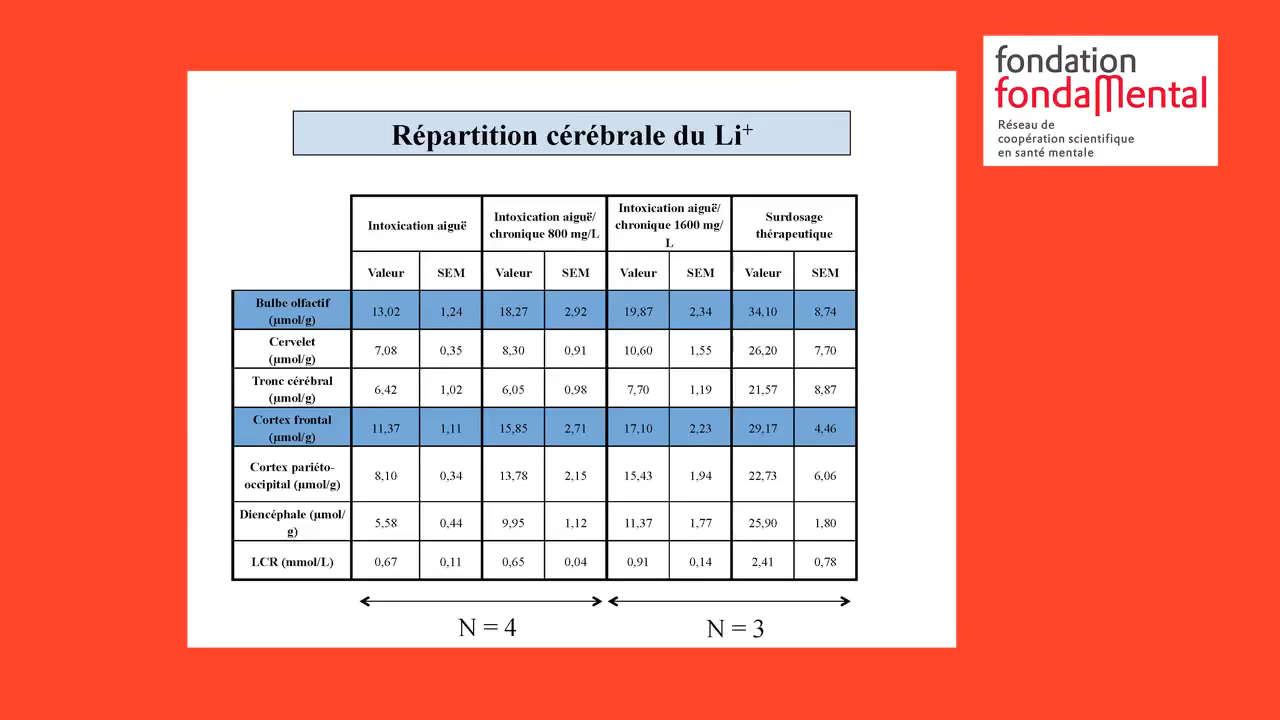 fondation
fondaMental
Réseau de
coopération scientifique
en santé mentale
Répartition cérébrale du Li+
Intoxication aiguë
Intoxication aiguë/
chronique 800 mg/L
Intoxication aiguë/
chronique 1600 mg/
L
Surdosage
thérapeutique
Valeur SEM Valeur SEM Valeur SEM Valeur SEM
Bulbe olfactif
(µmol/g)
13,02 1,24 18,27 2,92 19,87 2,34 34,10 8,74
Cervelet
(µmol/g)
7,08 0,35 8,30 0,91 10,60 1,55 26,20 7,70
Tronc cérébral
(µmol/g)
6,42 1,02 6,05 0,98 7,70 1,19 21,57 8,87
Cortex frontal
(µmol/g)
11,37 1,11 15,85 2,71 17,10 2,23 29,17 4,46
Cortex pariéto-
occipital (µmol/g)
8,10 0,34 13,78 2,15 15,43 1,94 22,73 6,06
Diencéphale (µmol/
g)
5,58 0,44 9,95 1,12 11,37 1,77 25,90 1,80
LCR (mmol/L) 0,67 0,11 0,65 0,04 0,91 0,14 2,41 0,78
N = 4
N = 3